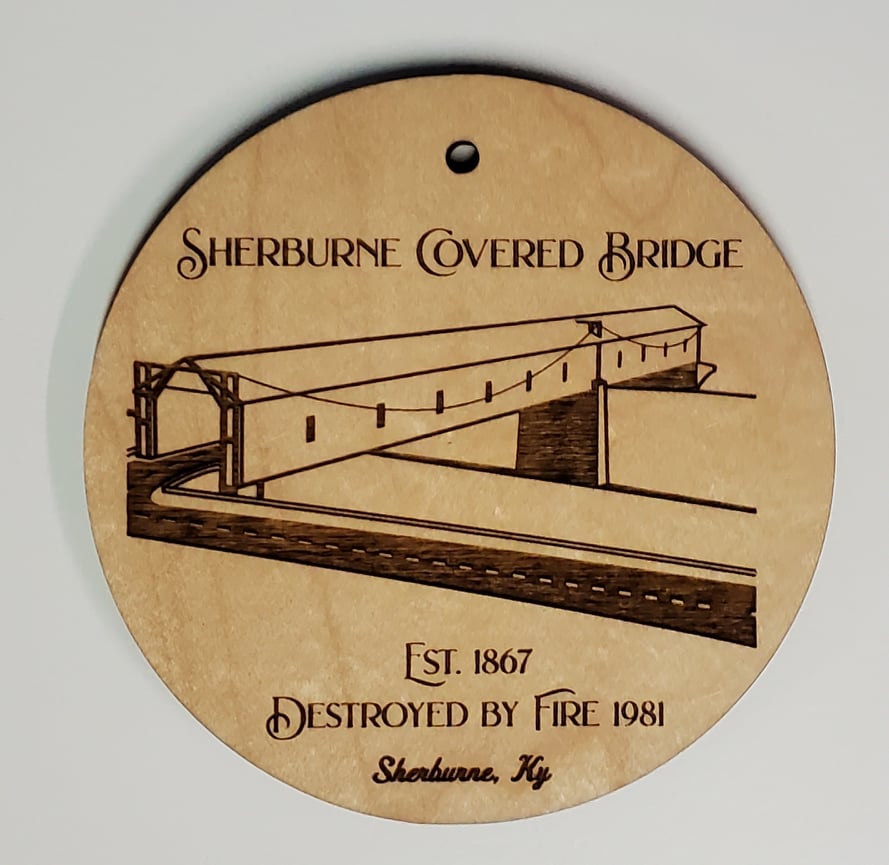 Sherburne Covered Bridge
Est. 1867
Destroyed by Fire 1981
Sherburne, Ky